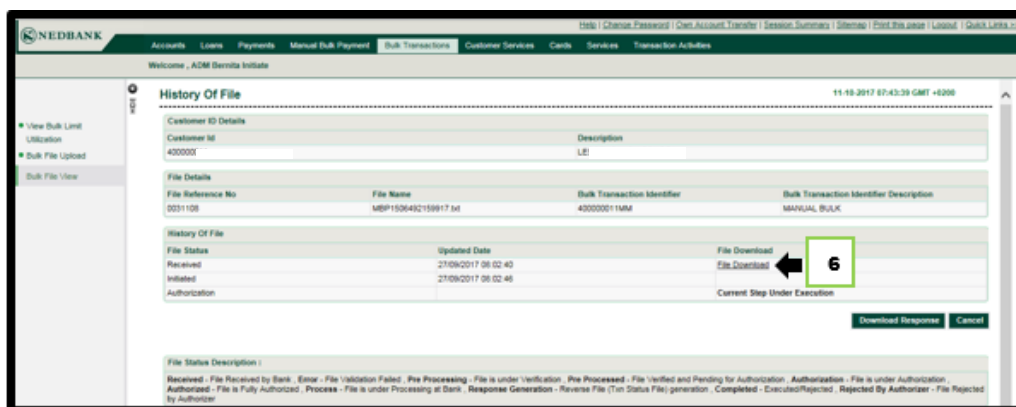 Help | Change Password | Own Account Transfer | Session Summary | Sitemap | Print this page | Logout | Quick Links >
NEDBANK
Accounts Loans Payments Manual Bulk Payment Bulk Transactions Customer Services Cards Services Transaction Activities
Welcome , ADM Bernita Initiate
HIDE
History Of File 11-10-2017 07:43:39 GMT +0200
View Bulk Limit
Utilization
Bulk File Upload
Bulk File View
Customer ID Details
Customer Id Description
400000 LE
File Details
File Reference No File Name Bulk Transaction Identifier Bulk Transaction Identifier Description
0031108 MBP1506492159917.txt 400000011MM MANUAL BULK
History Of File
File Status Updated Date File Download
Received 27/09/2017 06:02:40 File Download 6
Initiated 27/09/2017 06:02:46
Authorization Current Step Under Execution
Download Response Cancel
File Status Description :
Received - File Received by Bank , Error - File Validation Failed , Pre Processing - File is under Verification , Pre Processed - File Verified and Pending for Authorization , Authorization - File is under Authorization ,
Authorized - File is Fully Authorized , Process - File is under Processing at Bank , Response Generation - Reverse File (Txn Status File) generation , Completed - Executed/Rejected , Rejected By Authorizer - File Rejected
by Authorizer